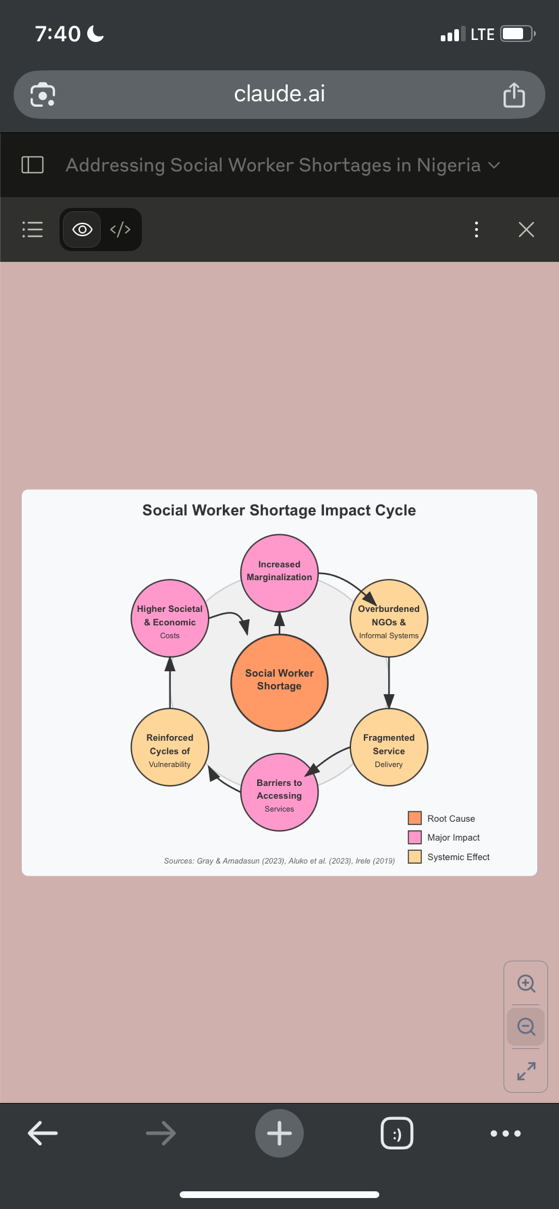 7:40
LTE
claude.ai
Addressing Social Worker Shortages in Nigeria
</>
Social Worker Shortage Impact Cycle
Increased
Marginalization
Higher Societal
& Economic
Costs
Overburdened
NGOs &
Informal Systems
Social Worker
Shortage
Reinforced
Cycles of
Vulnerability
Fragmented
Service
Delivery
Barriers to
Accessing
Services
Root Cause
Major Impact
Systemic Effect
Sources: Gray & Amadasun (2023), Aluko et al. (2023), Irele (2019)
:)